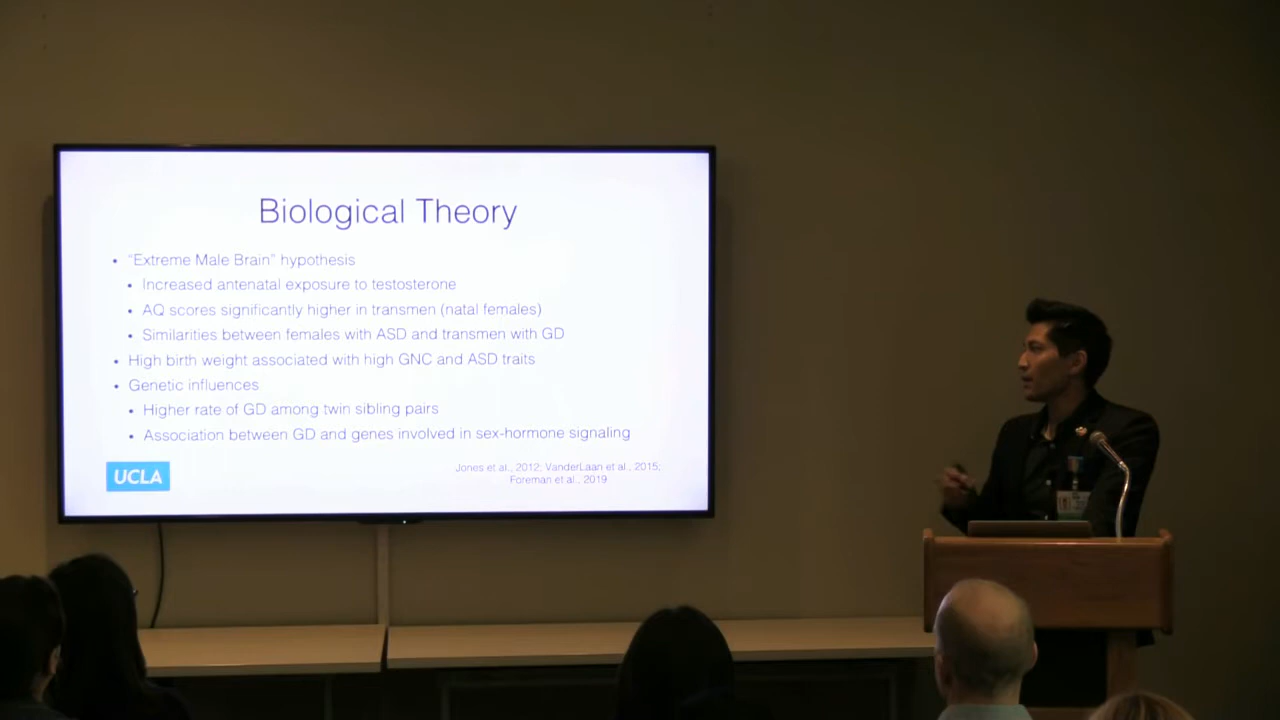 Biological Theory
• "Extreme Male Brain" hypothesis
• Increased antenatal exposure to testosterone
• AQ scores significantly higher in transmen (natal females)
• Similarities between females with ASD and transmen with GD
• High birth weight associated with high GNC and ASD traits
• Genetic influences
• Higher rate of GD among twin sibling pairs
• Association between GD and genes involved in sex-hormone signaling
UCLA
Jones et al., 2012; VanderLaan et al., 2015;
Foreman et al., 2019